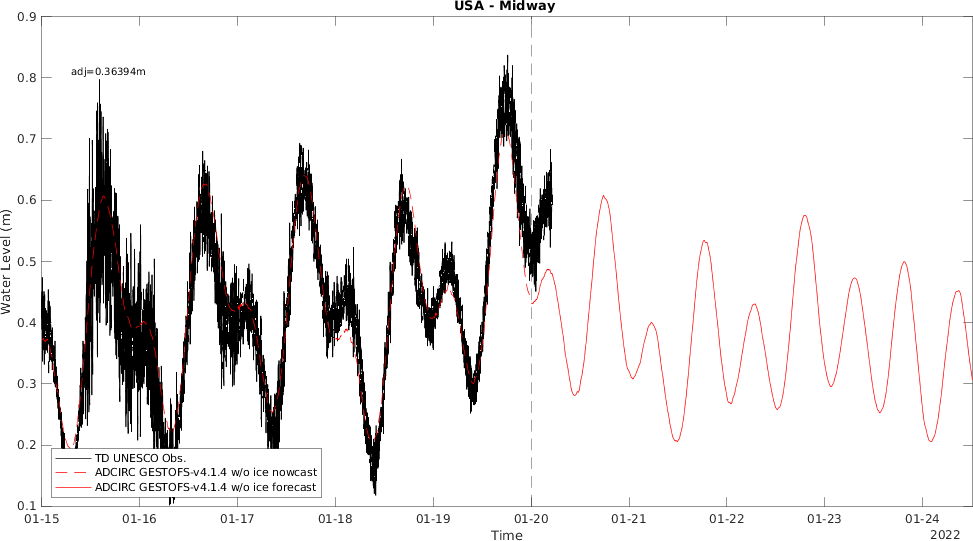 USA - Midway
0.9
0.8
0.7
0.6
0.5
0.4
0.3
0.2
0.1
Water Level (m)
adj=0.36394m
TD UNESCO Obs.
ADCIRC GESTOFS-v4.1.4 w/o ice nowcast
ADCIRC GESTOFS-v4.1.4 w/o ice forecast
01-15 01-16 01-17 01-18 01-19 01-20 01-21 01-22 01-23 01-24
Time
2022